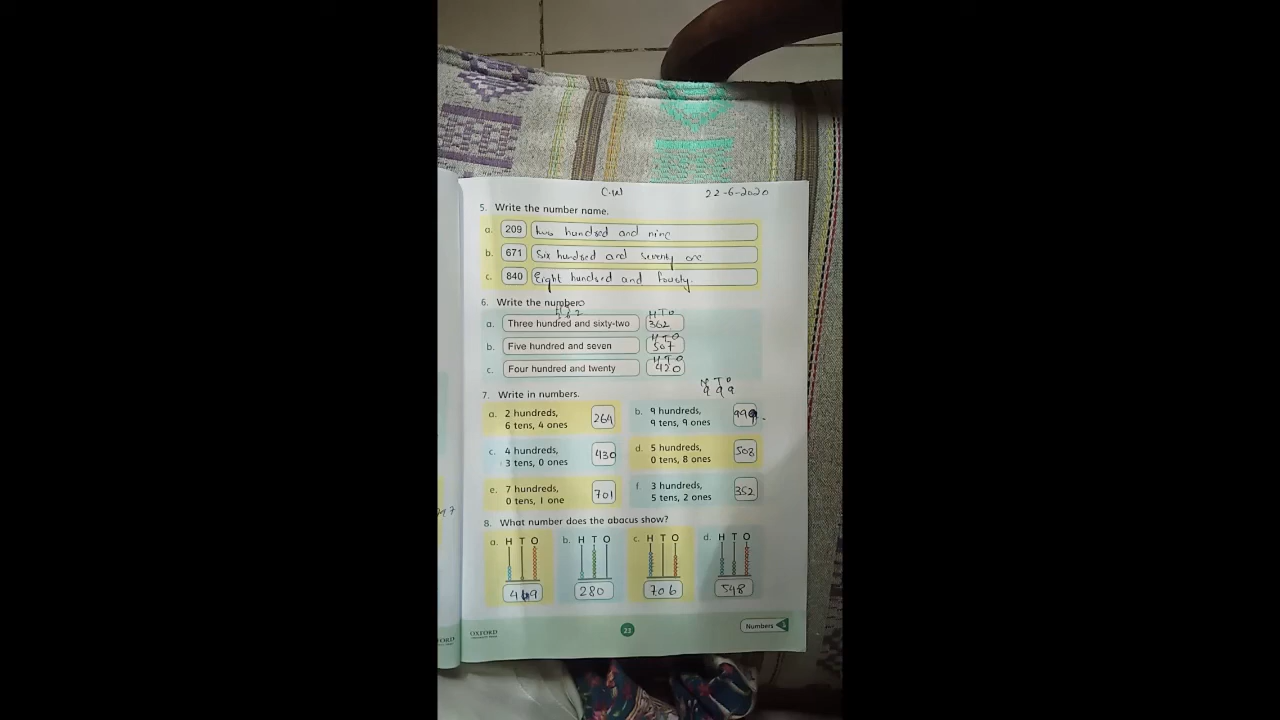 C.W 22-6-2020
5. Write the number name.
a. 209 two hundred and nine
b. 671 Six hundred and seventy one
c. 840 Eight hundred and fourty.
6. Write the number
H T O
a. Three hundred and sixty-two 362
H T O
b. Five hundred and seven 507
H T O
c. Four hundred and twenty 420
H T O
9 9 9
7. Write in numbers.
a. 2 hundreds, 6 tens, 4 ones 264
b. 9 hundreds, 9 tens, 9 ones 999
c. 4 hundreds, 3 tens, 0 ones 430
d. 5 hundreds, 0 tens, 8 ones 508
e. 7 hundreds, 0 tens, 1 one 701
f. 3 hundreds, 5 tens, 2 ones 352
8. What number does the abacus show?
a. H T O b. H T O c. H T O d. H T O
280 706 548
OXFORD 23 Numbers